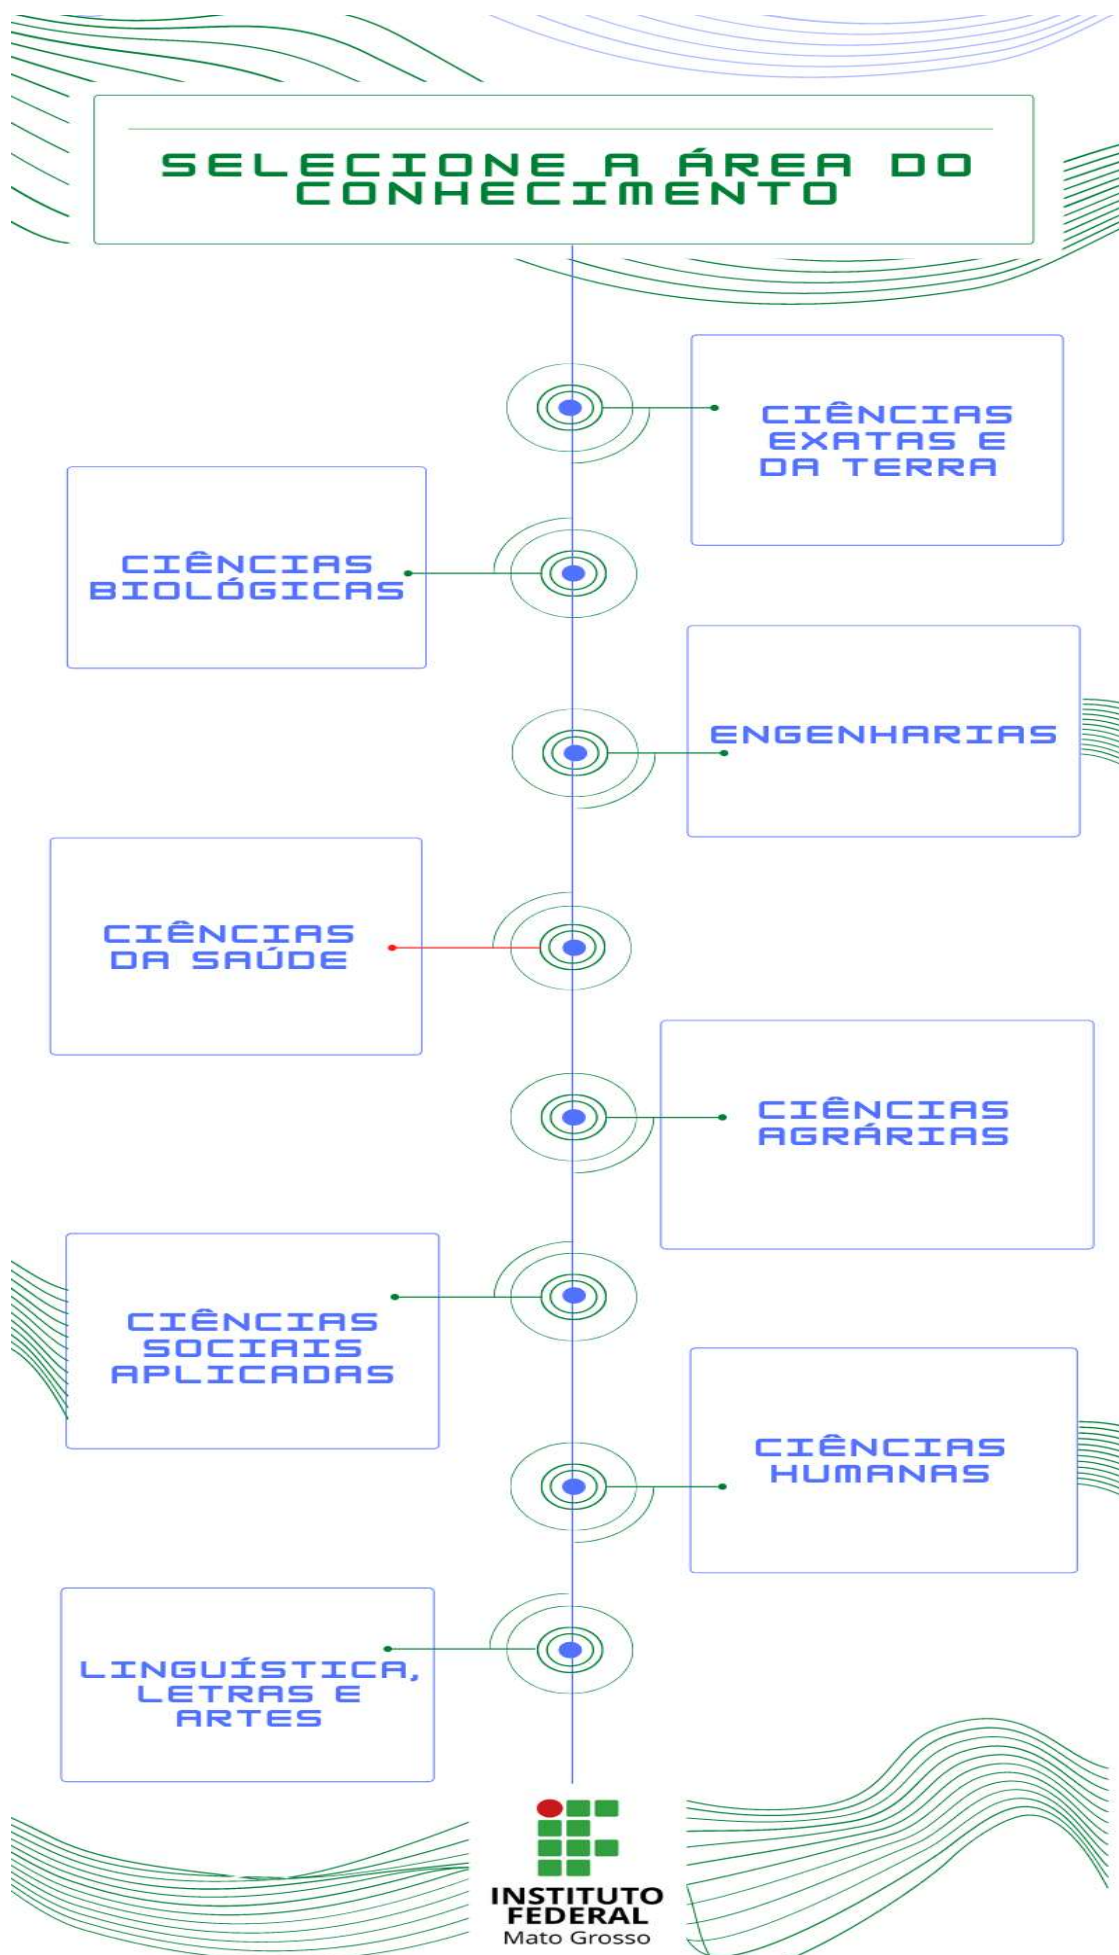 SELECIONE A ÁREA DO
CONHECIMENTO
CIÊNCIAS
EXATAS E
DA TERRA
CIÊNCIAS
BIOLÓGICAS
ENGENHARIAS
CIÊNCIAS
DA SAÚDE
CIÊNCIAS
AGRÁRIAS
CIÊNCIAS
SOCIAIS
APLICADAS
CIÊNCIAS
HUMANAS
LINGUÍSTICA,
LETRAS E
ARTES
INSTITUTO
FEDERAL
Mato Grosso